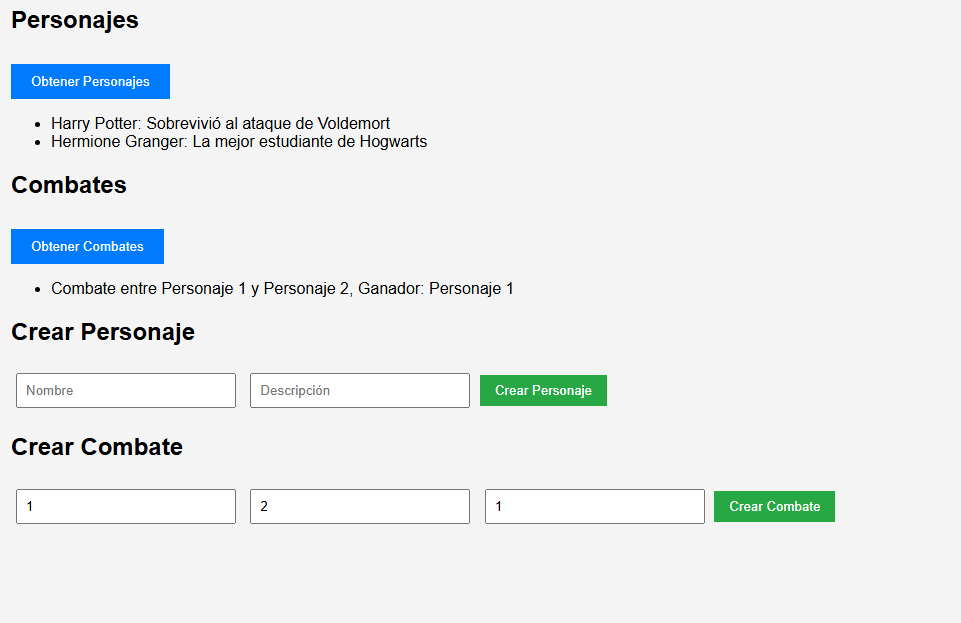 Personajes
Obtener Personajes
Harry Potter: Sobrevivió al ataque de Voldemort
Hermione Granger: La mejor estudiante de Hogwarts
Combates
Obtener Combates
Combate entre Personaje 1 y Personaje 2, Ganador: Personaje 1
Crear Personaje
Nombre Descripción Crear Personaje
Crear Combate
1 2 1 Crear Combate